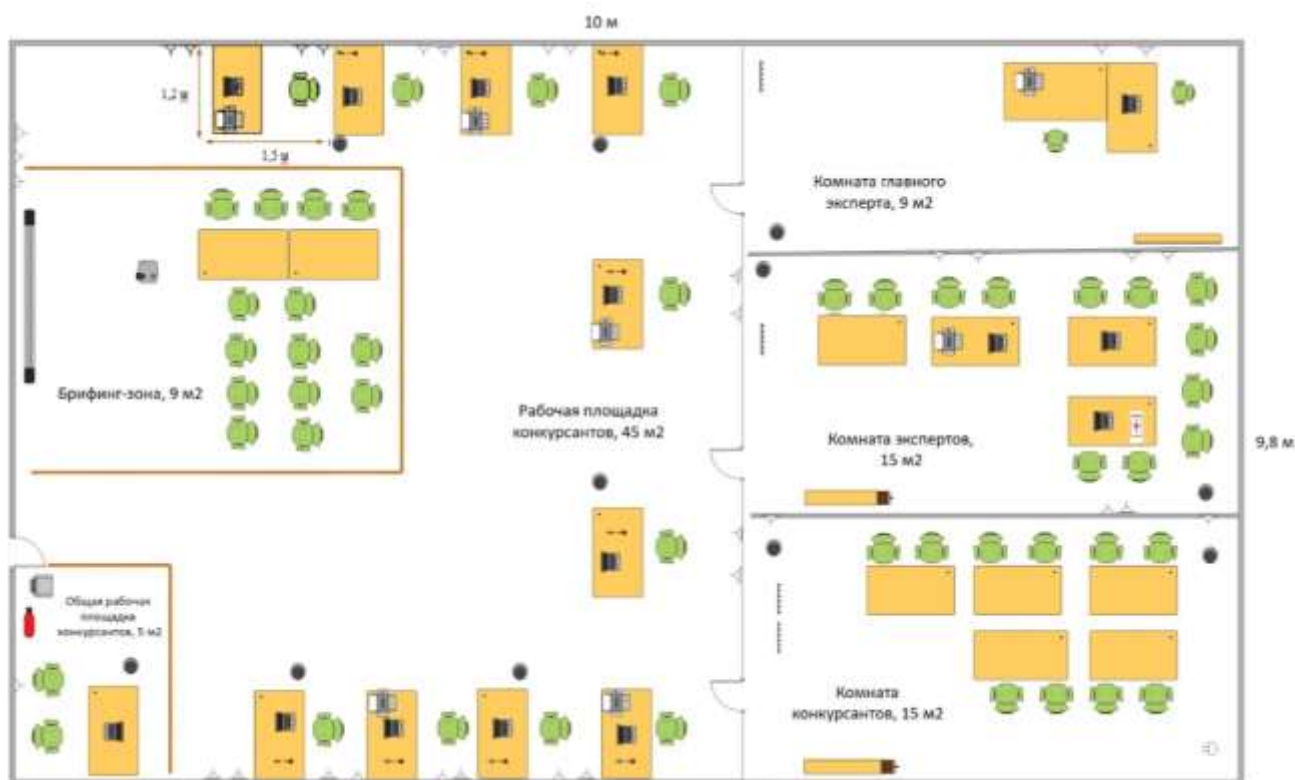 10 м
1,2 м
1,5 м
Комната главного
эксперта, 9 м2
Брифинг-зона, 9 м2
Рабочая площадка
конкурсантов, 45 м2
Комната экспертов,
15 м2
9,8 м
Общая рабочая
площадка
конкурсантов, 5 м2
Комната
конкурсантов, 15 м2